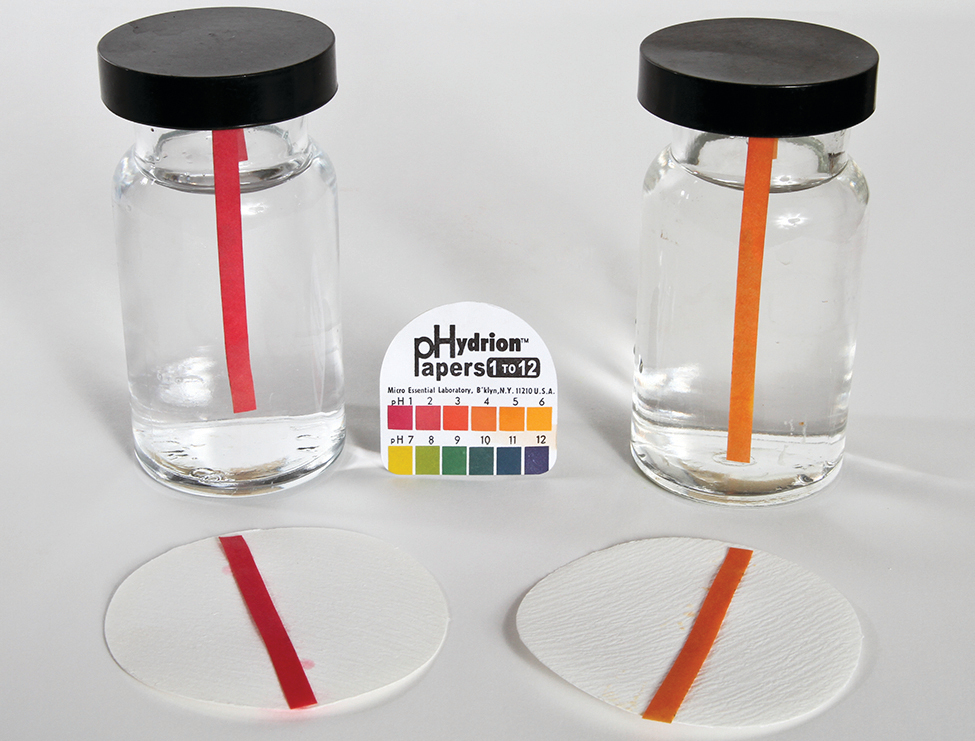 pHydrion™
Papers 1 TO 12
Micro Essential Laboratory, B'klyn, N.Y. 11210 U.S.A.
pH 1 2 3 4 5 6
pH 7 8 9 10 11 12